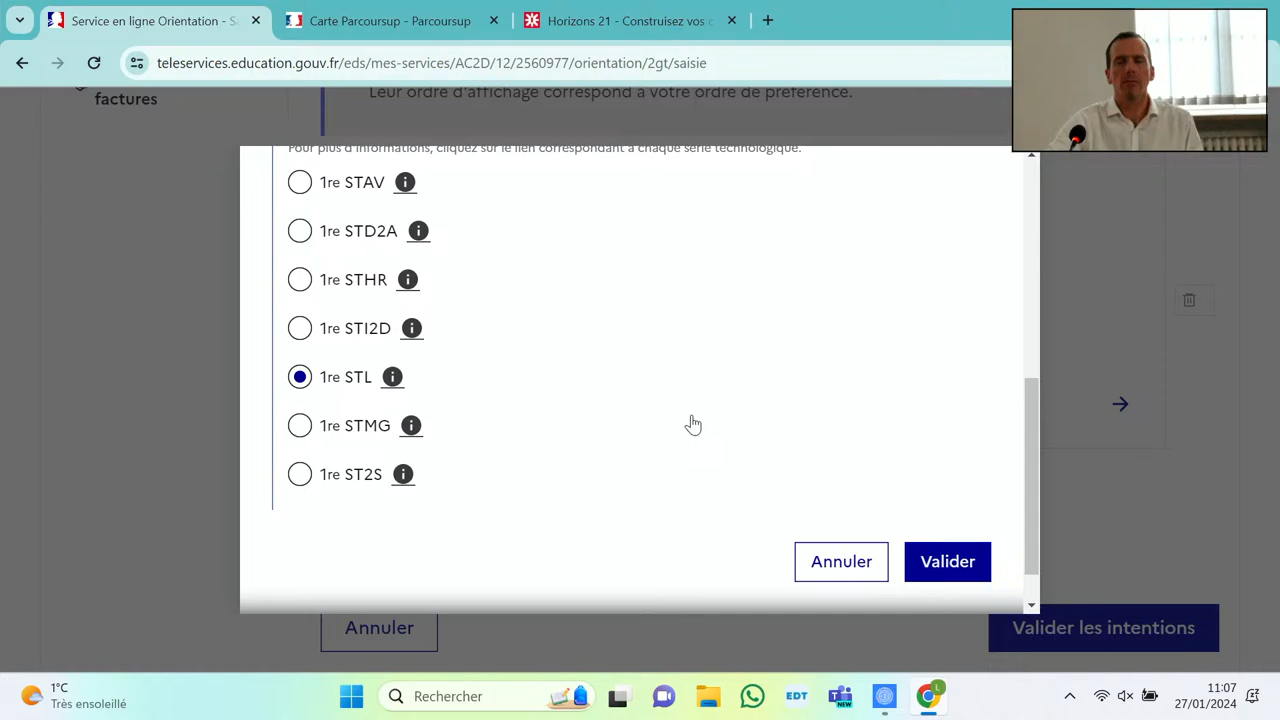 Service en ligne Orientation - S
Carte Parcoursup - Parcoursup
Horizons 21 - Construisez vos c
teleservices.education.gouv.fr/eds/mes-services/AC2D/12/2560977/orientation/2gt/saisie
factures
Leur ordre d'affichage correspond à votre ordre de préférence.
Pour plus d'informations, cliquez sur le lien correspondant à chaque série technologique.
1re STAV
1re STD2A
1re STHR
1re STI2D
1re STL
1re STMG
1re ST2S
Annuler
Valider
Annuler
Valider les intentions
1°C
Très ensoleillé
Rechercher
EDT
NEW
L
11:07
27/01/2024